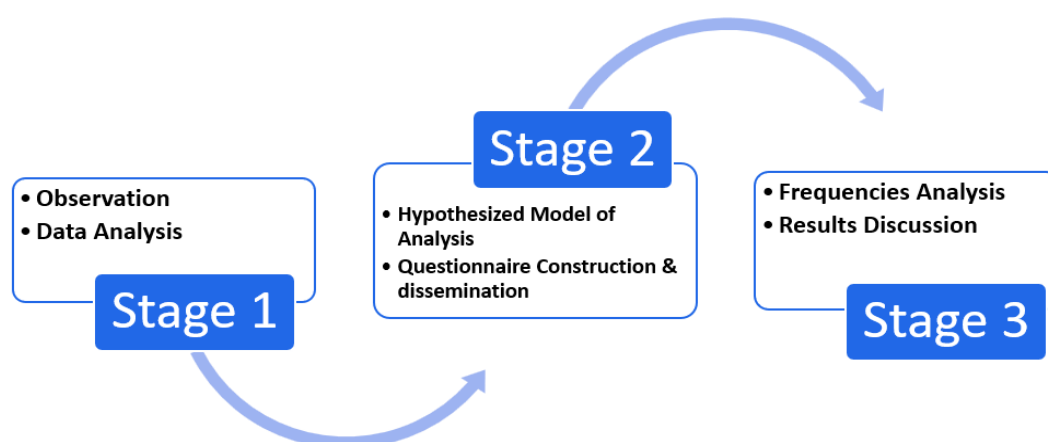 • Observation
• Data Analysis
Stage 1
Stage 2
• Hypothesized Model of
Analysis
• Questionnaire Construction &
dissemination
• Frequencies Analysis
• Results Discussion
Stage 3